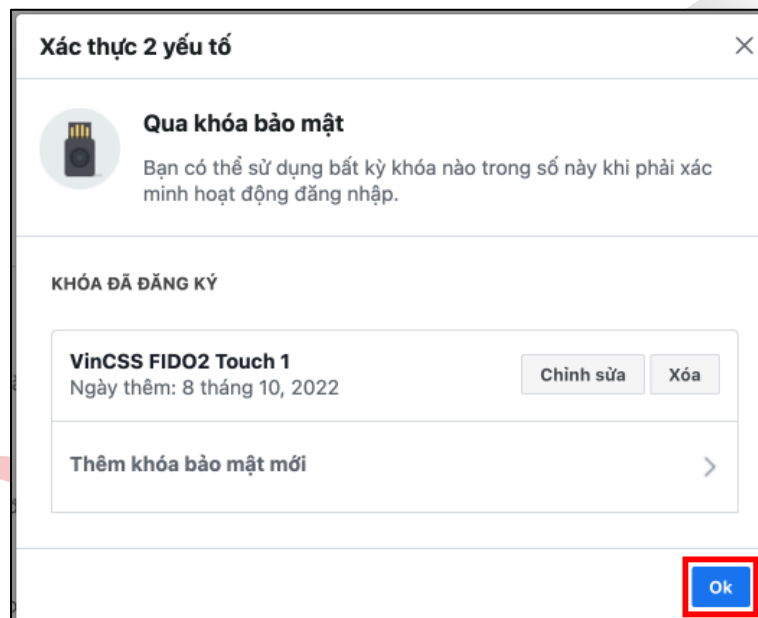 Xác thực 2 yếu tố
Qua khóa bảo mật
Bạn có thể sử dụng bất kỳ khóa nào trong số này khi phải xác
minh hoạt động đăng nhập.
KHÓA ĐÃ ĐĂNG KÝ
VinCSS FIDO2 Touch 1
Ngày thêm: 8 tháng 10, 2022
Chỉnh sửa
Xóa
Thêm khóa bảo mật mới
Ok